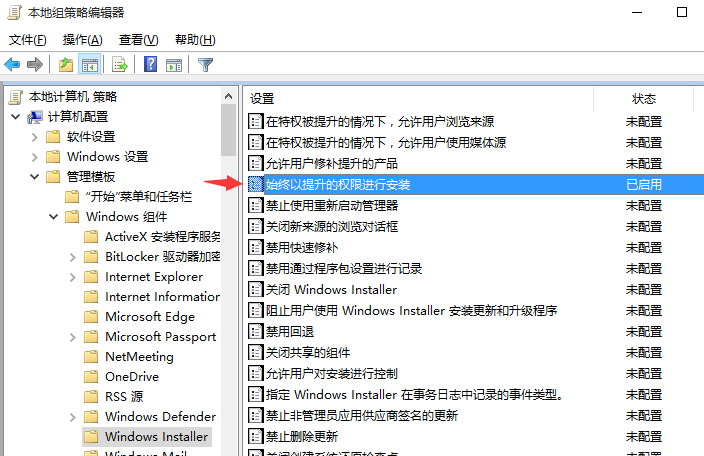 本地组策略编辑器
文件(F) 操作(A) 查看(V) 帮助(H)
本地计算机 策略
计算机配置
软件设置
Windows 设置
管理模板
“开始”菜单和任务栏
Windows 组件
ActiveX 安装程序服务
BitLocker 驱动器加密
Internet Explorer
Internet Information
Microsoft Edge
Microsoft Passport
NetMeeting
OneDrive
RSS 源
Windows Defender
Windows Installer
Windows Mail
设置 状态
在特权被提升的情况下，允许用户浏览来源 未配置
在特权被提升的情况下，允许用户使用媒体源 未配置
允许用户修补提升的产品 未配置
始终以提升的权限进行安装 已启用
禁止使用重新启动管理器 未配置
关闭新来源的浏览对话框 未配置
禁用快速修补 未配置
禁用通过程序包设置进行记录 未配置
关闭 Windows Installer 未配置
阻止用户使用 Windows Installer 安装更新和升级程序 未配置
禁用回退 未配置
关闭共享的组件 未配置
允许用户对安装进行控制 未配置
指定 Windows Installer 在事务日志中记录的事件类型。 未配置
禁止非管理员应用供应商签名的更新 未配置
禁止删除更新 未配置
关闭创建系统还原检查点 未配置